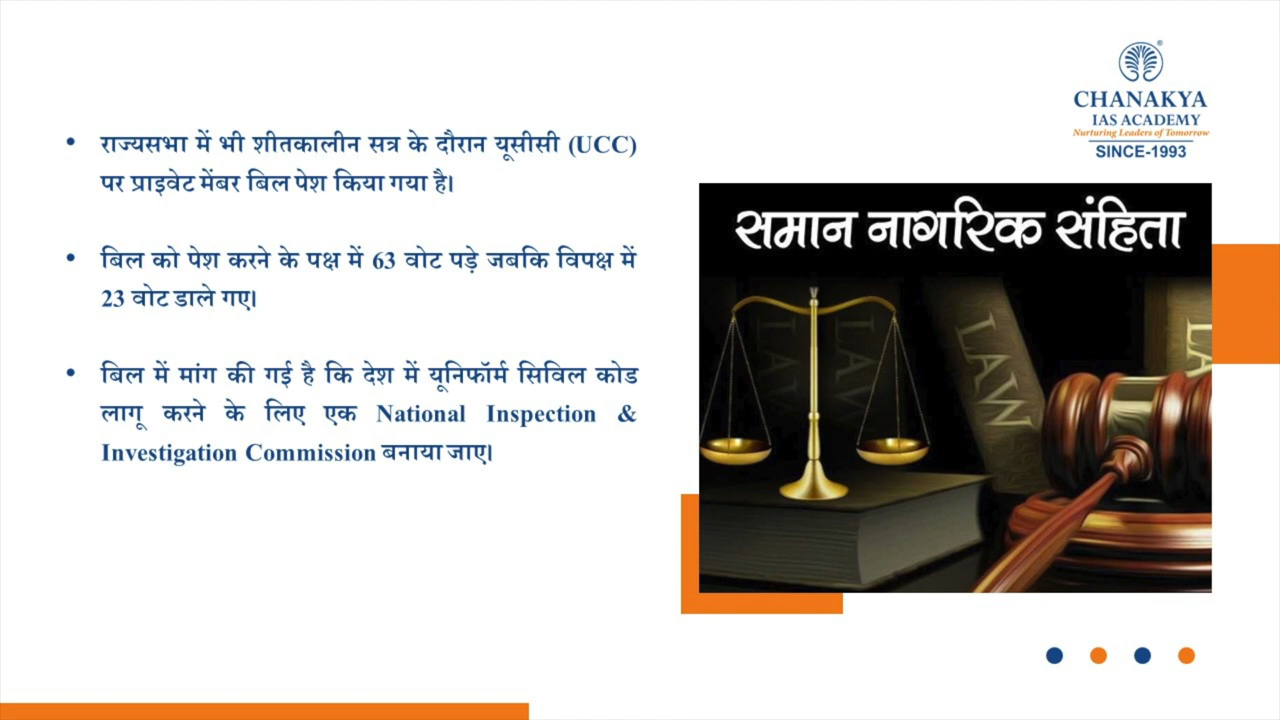 • राज्यसभा में भी शीतकालीन सत्र के दौरान यूसीसी (UCC)
पर प्राइवेट मेंबर बिल पेश किया गया है।
• बिल को पेश करने के पक्ष में 63 वोट पड़े जबकि विपक्ष में
23 वोट डाले गए।
• बिल में मांग की गई है कि देश में यूनिफॉर्म सिविल कोड
लागू करने के लिए एक National Inspection &
Investigation Commission बनाया जाए।
CHANAKYA
IAS ACADEMY
Nurturing Leaders of Tomorrow
SINCE-1993
समान नागरिक संहिता
LAW
LAW
LAW
LAW